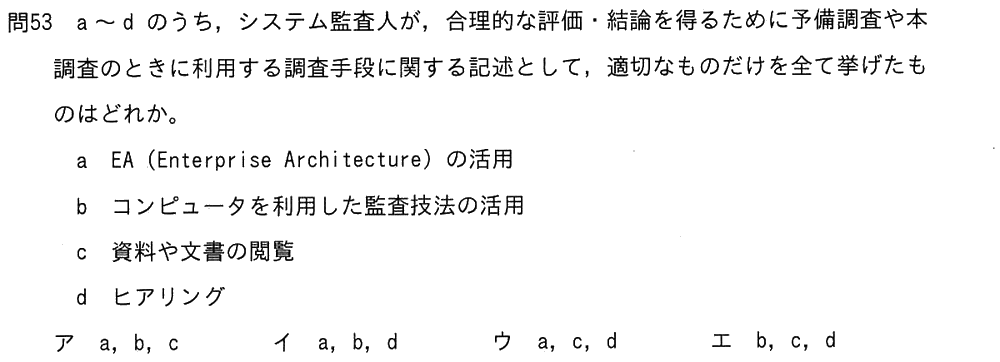 問53 a～d のうち，システム監査人が，合理的な評価・結論を得るために予備調査や本
調査のときに利用する調査手段に関する記述として，適切なものだけを全て挙げたも
のはどれか。
a EA (Enterprise Architecture) の活用
b コンピュータを利用した監査技法の活用
c 資料や文書の閲覧
d ヒアリング
ア a, b, c イ a, b, d ウ a, c, d エ b, c, d